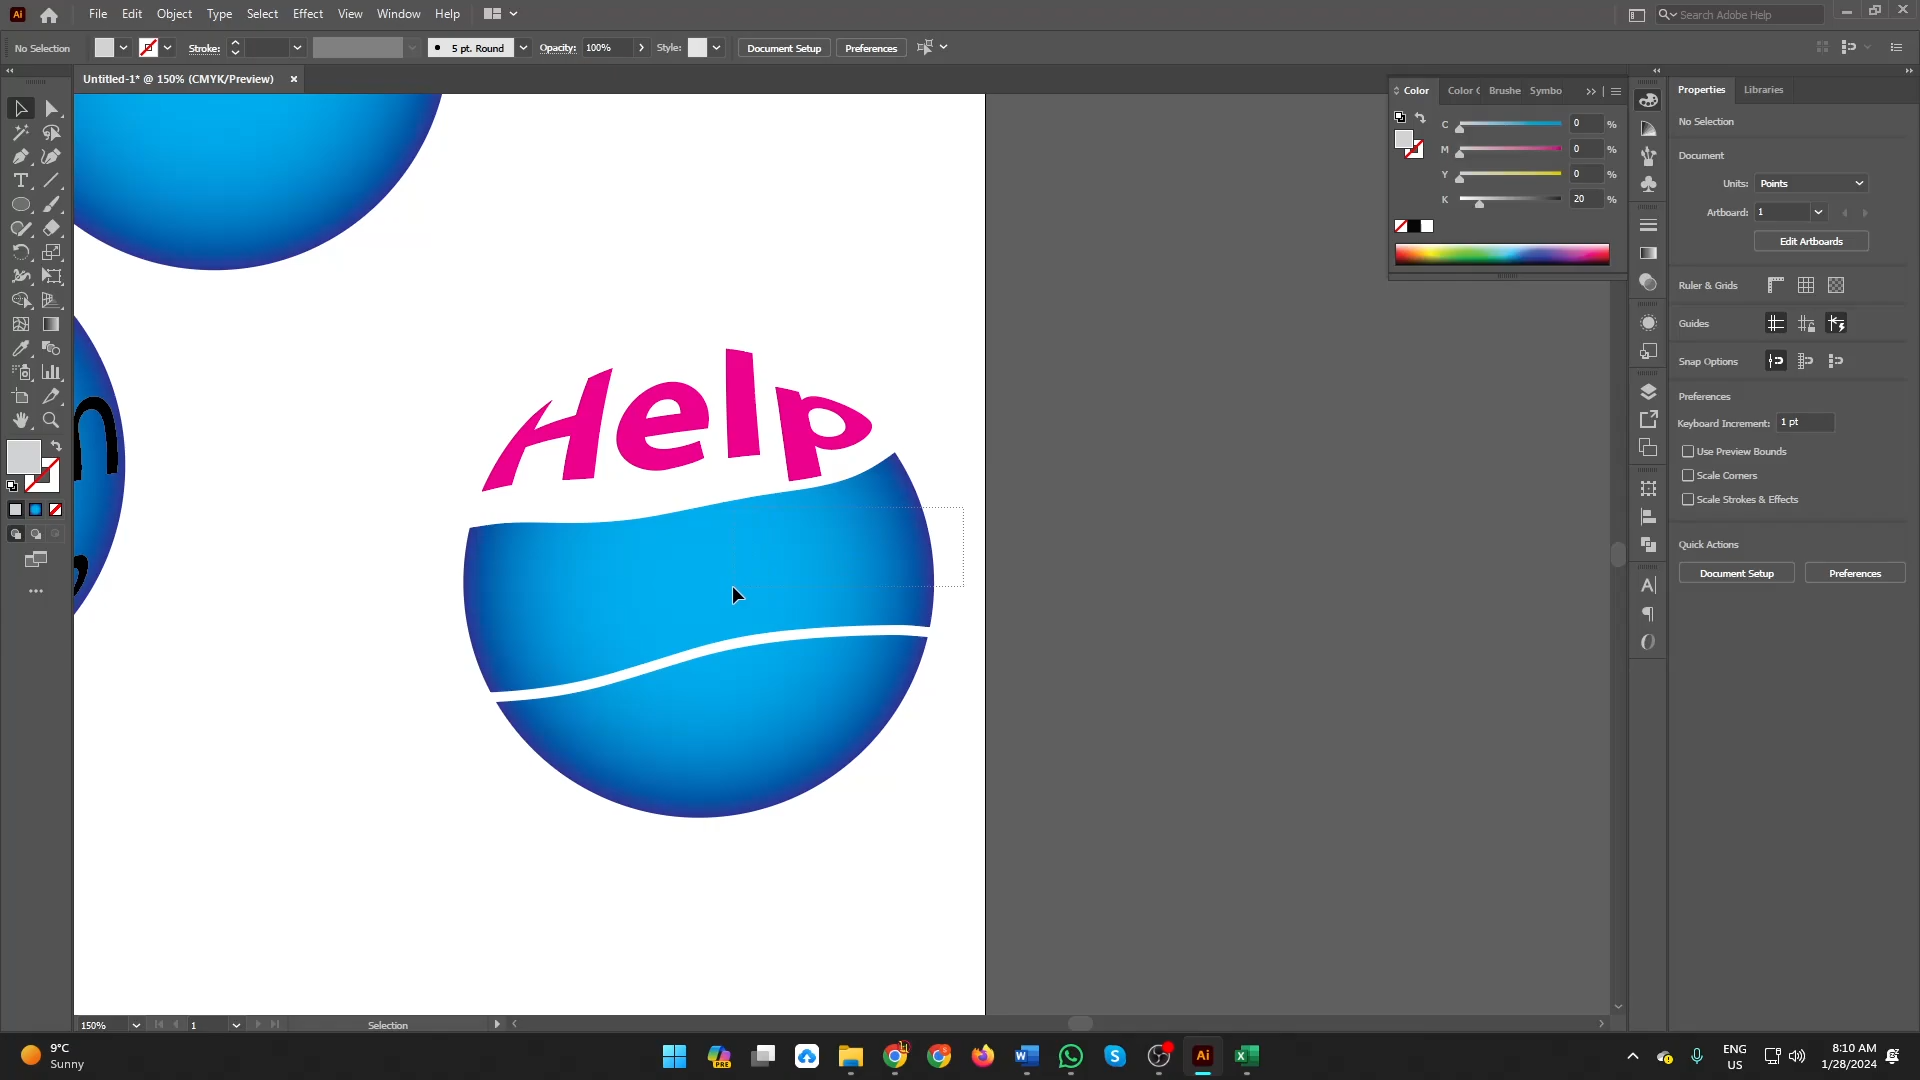 Ai File Edit Object Type Select Effect View Window Help Search Adobe Help
No Selection Stroke: 5 pt. Round Opacity: 100% Style: Document Setup Preferences
Untitled-1* @ 150% (CMYK/Preview) ×
Color Color G Brushe Symbo
C 0 %
M 0 %
Y 0 %
K 20 %
Properties Libraries
No Selection
Document
Units: Points
Artboard: 1
Edit Artboards
Ruler & Grids
Guides
Snap Options
Preferences
Keyboard Increment: 1 pt
Use Preview Bounds
Scale Corners
Scale Strokes & Effects
Quick Actions
Document Setup Preferences
Help
150% 1 Selection
9°C
Sunny
PRE
Ai
ENG
US
8:10 AM
1/28/2024